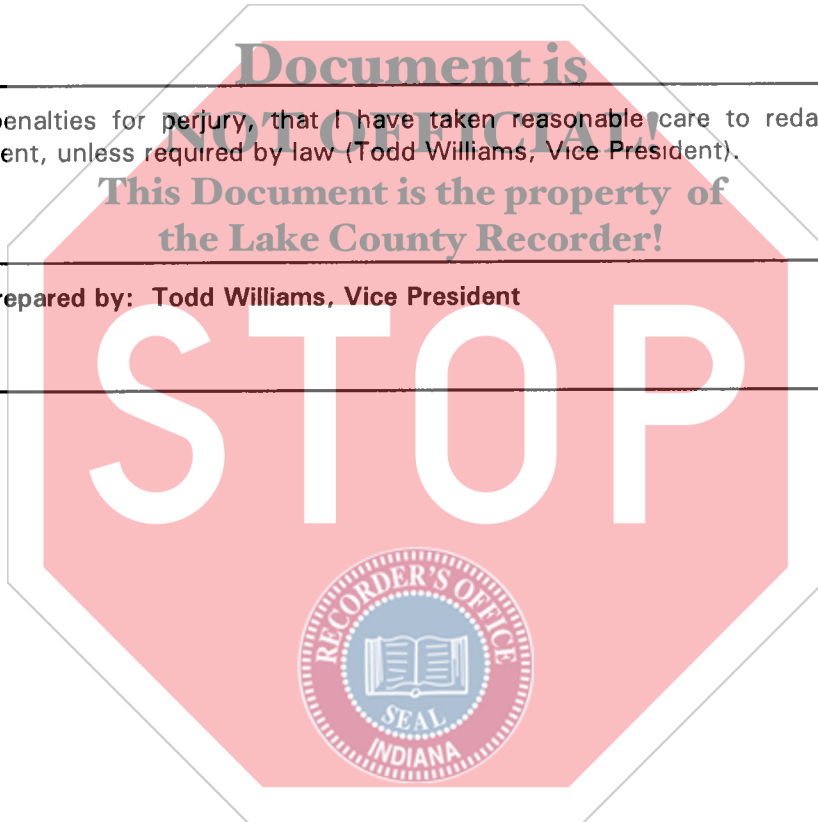 Document is
penalties for perjury, that I have taken reasonable care to reda
NOT OFFICIAL!
ent, unless required by law (Todd Williams, Vice President).
This Document is the property of
the Lake County Recorder!
repared by: Todd Williams, Vice President
STOP
RECORDER'S OFFICE
SEAL
INDIANA